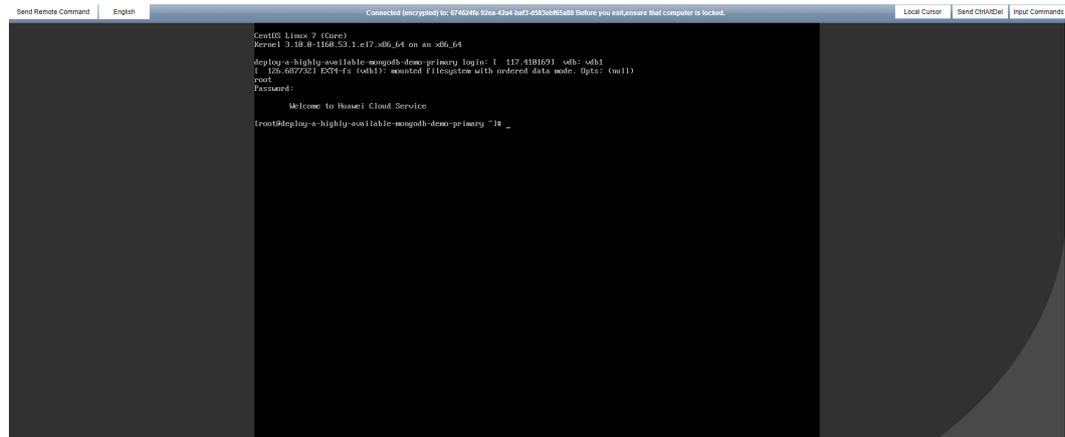 Send Remote Command
English
Connected (encrypted) to: 674624fa-92ea-42a4-baf3-d583ebf65a88 Before you exit,ensure that computer is locked.
Local Cursor
Send CtrlAltDel
Input Commands
CentOS Linux 7 (Core)
Kernel 3.10.0-1160.53.1.el7.x86_64 on an x86_64
deploy-a-highly-available-mongodb-demo-primary login: [  117.410169]  vdb: vdb1
[  126.687732] EXT4-fs (vdb1): mounted filesystem with ordered data mode. Opts: (null)
root
Password:
Welcome to Huawei Cloud Service
[root@deploy-a-highly-available-mongodb-demo-primary ~]# _